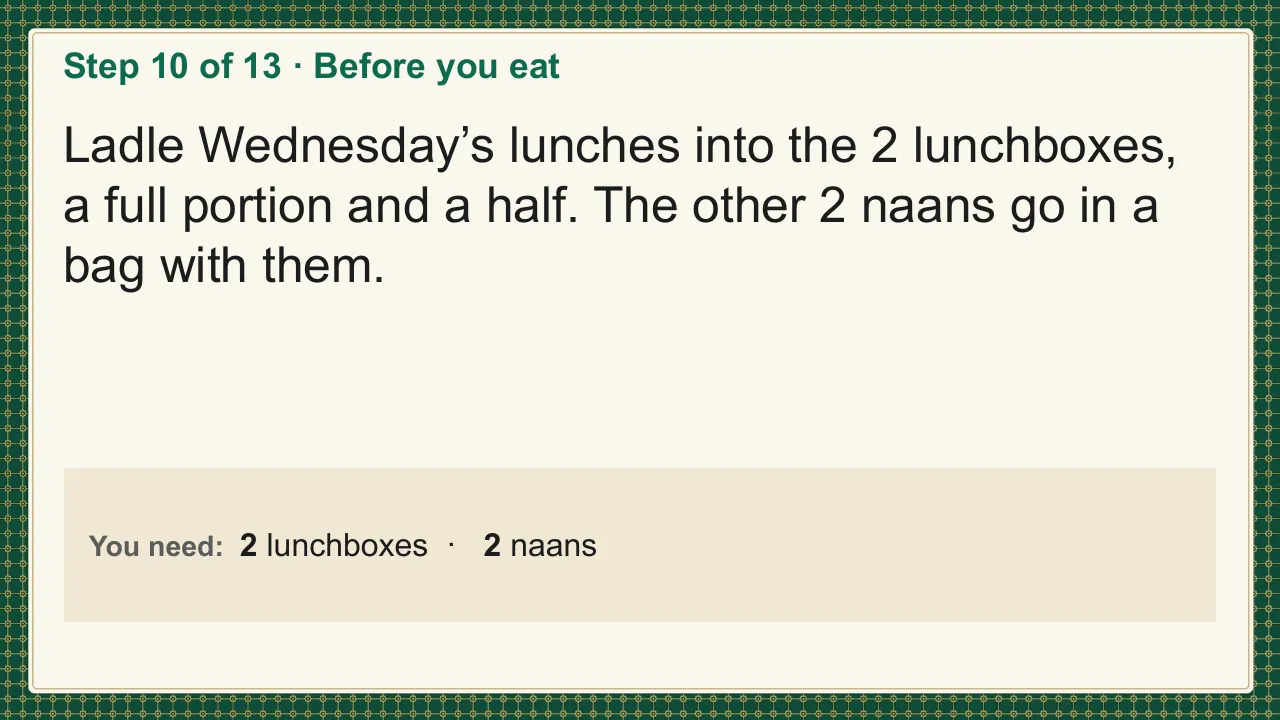 Step 10 of 13 · Before you eat
Ladle Wednesday’s lunches into the 2 lunchboxes,
a full portion and a half. The other 2 naans go in a
bag with them.
You need: 2 lunchboxes · 2 naans